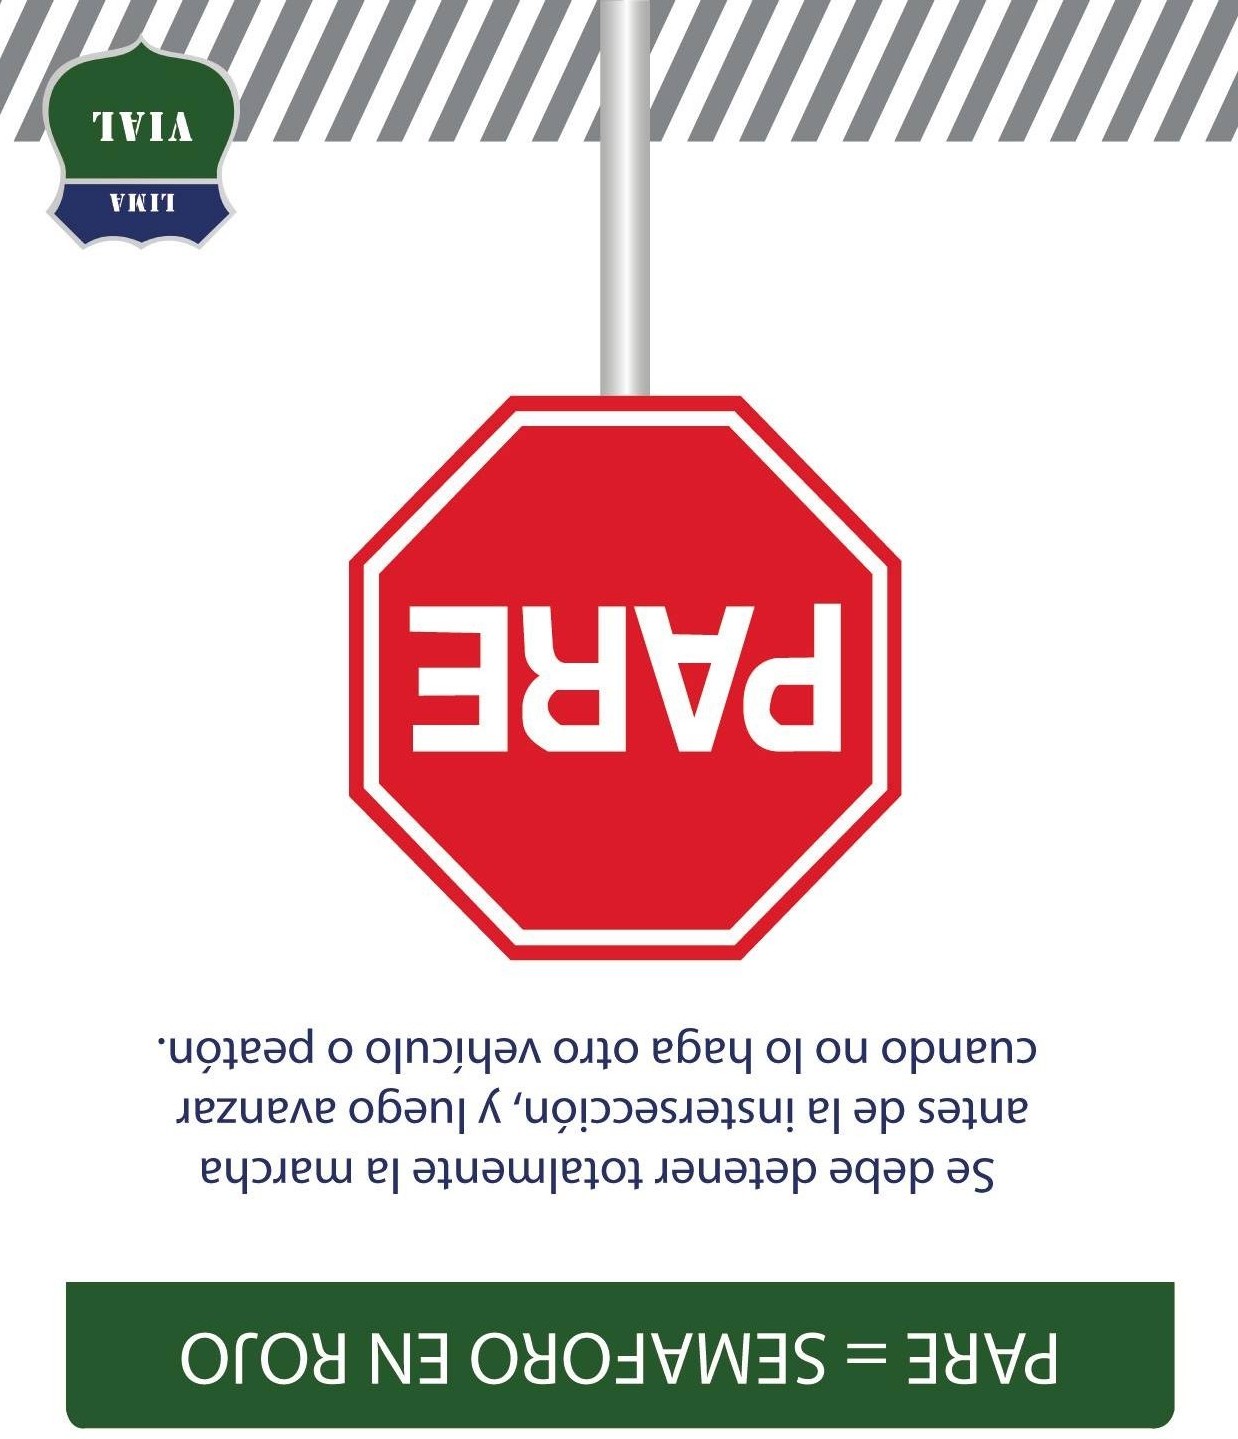 PARE = SEMAFORO EN ROJO
Se debe detener totalmente la marcha
antes de la instersección, y luego avanzar
cuando no lo haga otro vehículo o peatón.
PARE
LIMA
VIAL